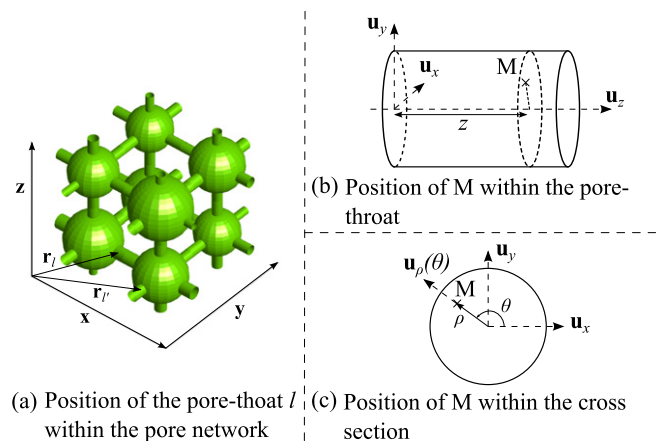 z
r_l
r_l'
x
y
(a) Position of the pore-thoat l
within the pore network
u_y
u_x
M
u_z
z
(b) Position of M within the pore-
throat
u_ρ(θ)
u_y
M
θ
ρ
u_x
(c) Position of M within the cross
section